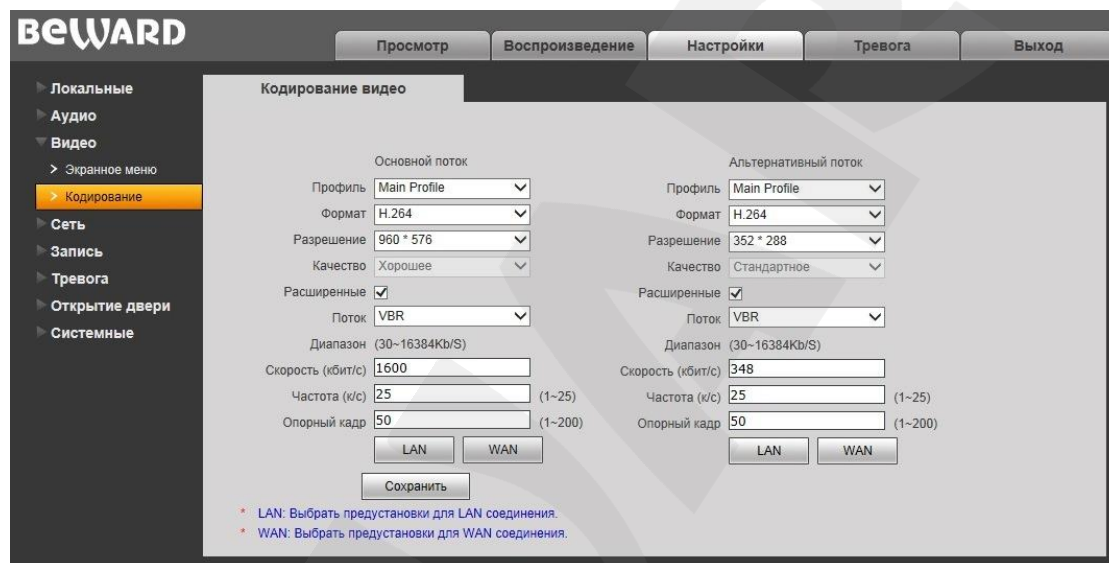 BEWARD
Просмотр Воспроизведение Настройки Тревога Выход
Локальные
Аудио
Видео
> Экранное меню
> Кодирование
Сеть
Запись
Тревога
Открытие двери
Системные
Кодирование видео
Основной поток
Профиль Main Profile
Формат H.264
Разрешение 960 * 576
Качество Хорошее
Расширенные
Поток VBR
Диапазон (30~16384Kb/S)
Скорость (кбит/с) 1600
Частота (к/с) 25 (1~25)
Опорный кадр 50 (1~200)
LAN WAN
Альтернативный поток
Профиль Main Profile
Формат H.264
Разрешение 352 * 288
Качество Стандартное
Расширенные
Поток VBR
Диапазон (30~16384Kb/S)
Скорость (кбит/с) 348
Частота (к/с) 25 (1~25)
Опорный кадр 50 (1~200)
LAN WAN
Сохранить
* LAN: Выбрать предустановки для LAN соединения.
* WAN: Выбрать предустановки для WAN соединения.